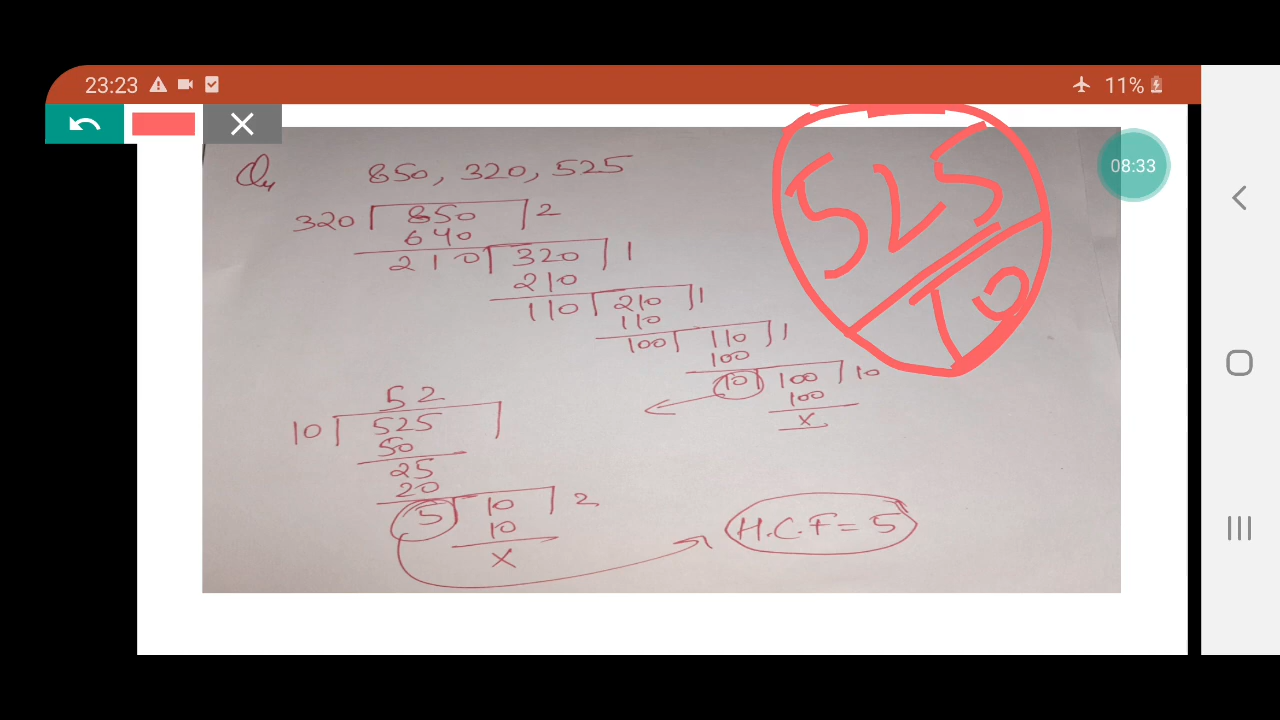 23:23 11%
08:33
Q4 850, 320, 525
320 850 2
640
210 320 1
210
110 210 1
110
100 110 1
100
10 100 10
100
x
52
10 525
50
25
20
5 10 2
10
x
H.C.F = 5
525
10